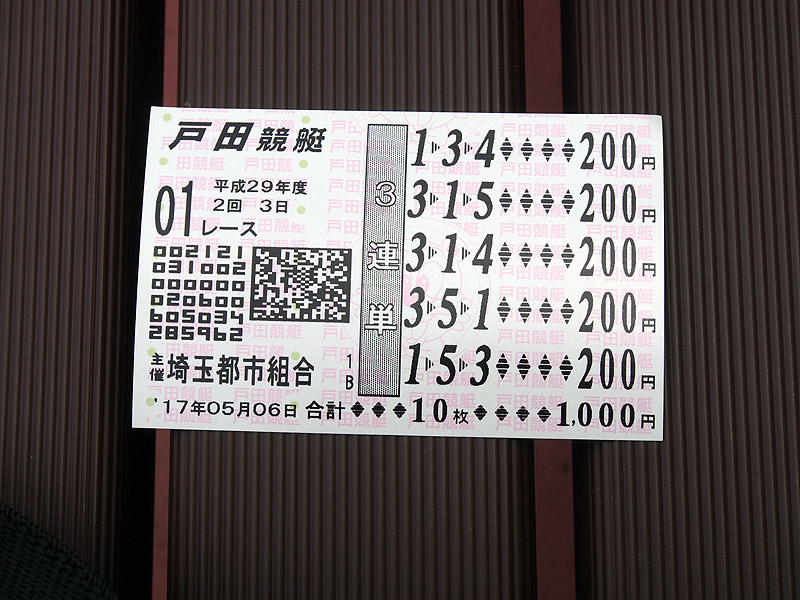 戸田競艇
平成29年度
2回 3日
01レース
002121
031002
000000
020600
605034
285962
主催 埼玉都市組合
1B
3連単
1▸3▸4♦♦♦♦200円
3▸1▸5♦♦♦♦200円
3▸1▸4♦♦♦♦200円
3▸5▸1♦♦♦♦200円
1▸5▸3♦♦♦♦200円
'17年05月06日 合計♦♦♦10枚♦♦♦♦1,000円